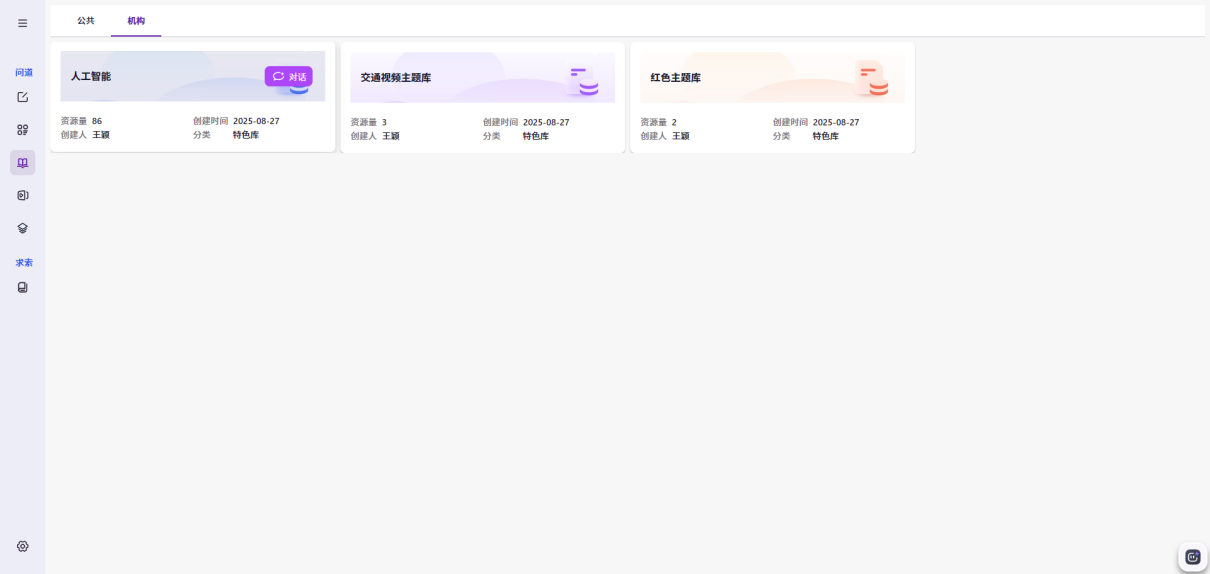 公共 机构
问道
求索
人工智能 对话
资源量 86 创建时间 2025-08-27
创建人 王颖 分类 特色库
交通视频主题库
资源量 3 创建时间 2025-08-27
创建人 王颖 分类 特色库
红色主题库
资源量 2 创建时间 2025-08-27
创建人 王颖 分类 特色库